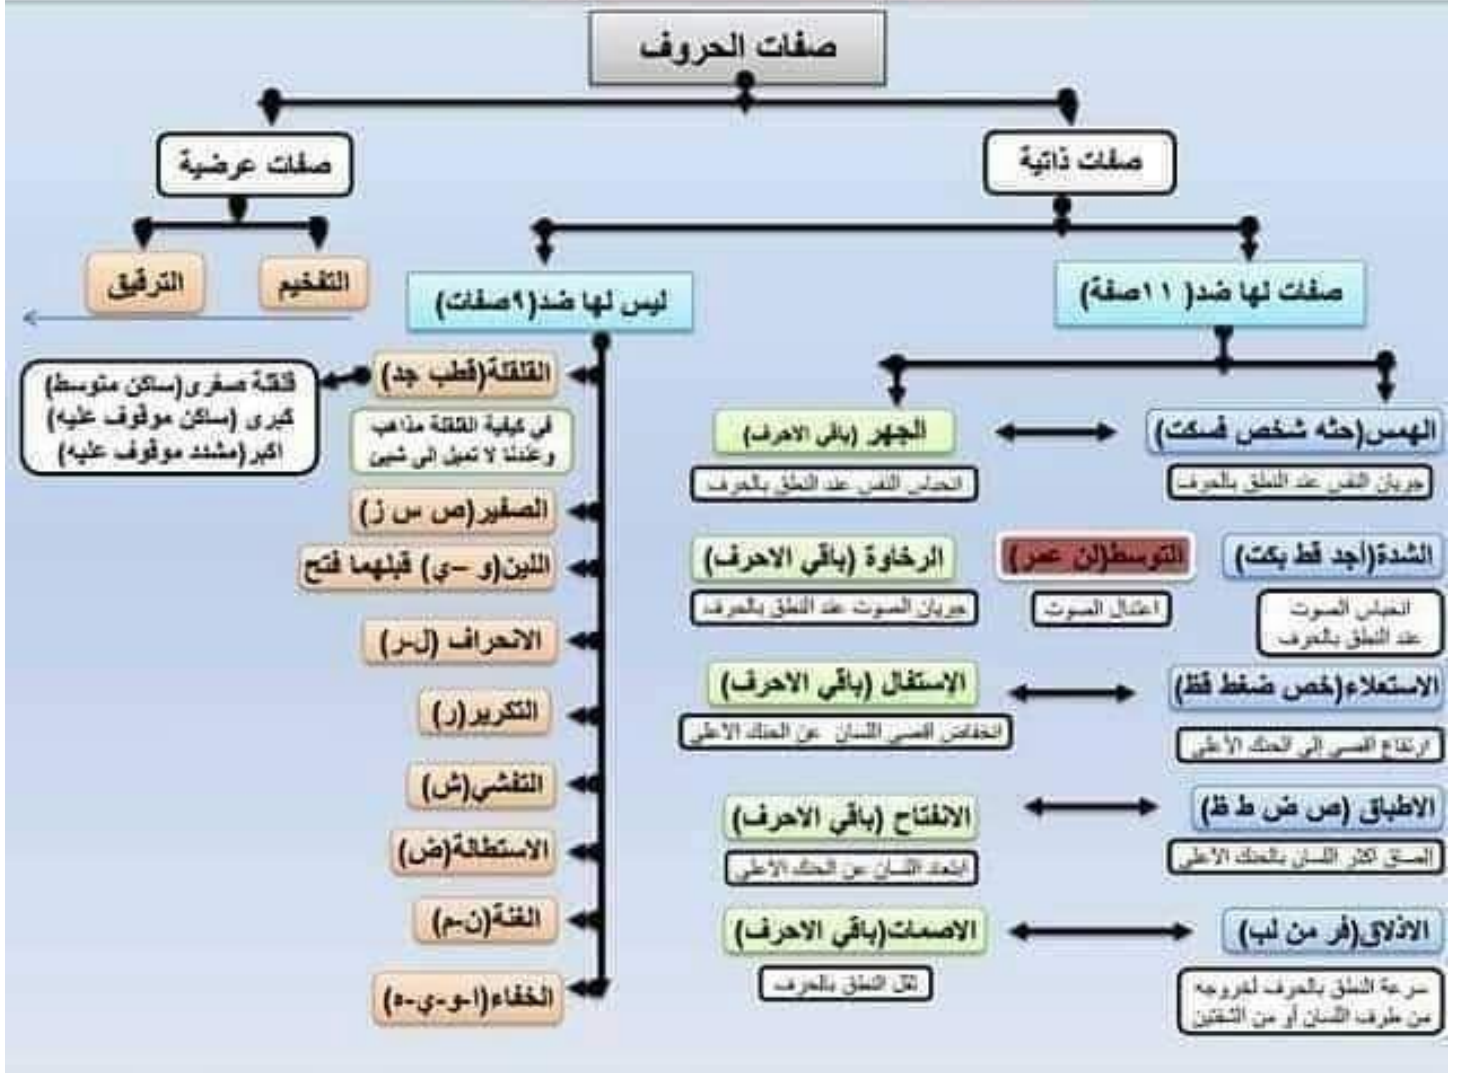 صفات الحروف
صفات ذاتية
صفات عرضية
صفات لها ضد( ١١صفة)
ليس لها ضد(٩صفات)
التفخيم
الترقيق
الهمس(حثه شخص فسكت)
جريان النفس عند النطق بالحرف
الجهر (باقي الاحرف)
انحباس النفس عند النطق بالحرف
الشدة(أجد قط بكت)
انحباس الصوت
عند النطق بالحرف
التوسط(لن عمر)
اعتدال الصوت
الرخاوة (باقي الاحرف)
جريان الصوت عند النطق بالحرف
الاستعلاء(خص ضغط قظ)
ارتفاع أقصى إلى الحنك الأعلى
الإستفال (باقي الاحرف)
انخفاض اقصى اللسان عن الحنك الاعلى
الاطباق (ص ض ط ظ)
إلصاق اكثر اللسان بالحنك الاعلى
الانفتاح (باقي الاحرف)
ابتعاد اللسان عن الحنك الاعلى
الاذلاق(فر من لب)
سرعة النطق بالحرف لخروجه
من طرف اللسان أو من الشفتين
الاصمات(باقي الاحرف)
ثقل النطق بالحرف
القلقلة(قطب جد)
في كيفية القلقلة مذاهب
وعندنا لا تميل الى شيئ
قلقلة صغرى(ساكن متوسط)
كبرى (ساكن موقوف عليه)
اكبر(مشدد موقوف عليه)
الصفير(ص س ز)
اللين(و -ي) قبلهما فتح
الانحراف (ل-ر)
التكرير(ر)
التفشي(ش)
الاستطالة(ض)
الغنة(ن-م)
الخفاء(ا-و-ي-ه)